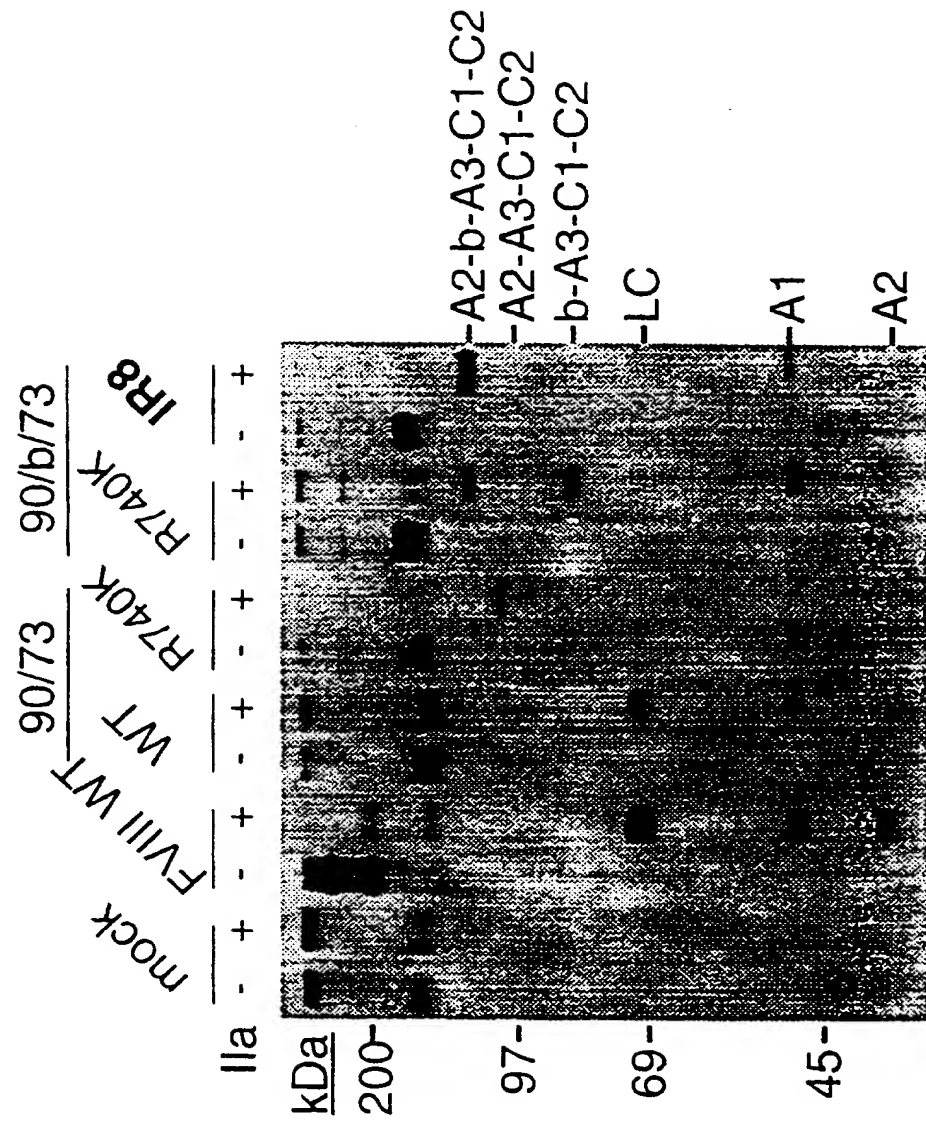 90/73 90/b/73
mock FVIII WT WT R740K R740K IR8
IIa - + - + - + - + - + - +
kDa
200-
97-
69-
45-
-A2-b-A3-C1-C2
-A2-A3-C1-C2
-b-A3-C1-C2
-LC
-A1
-A2